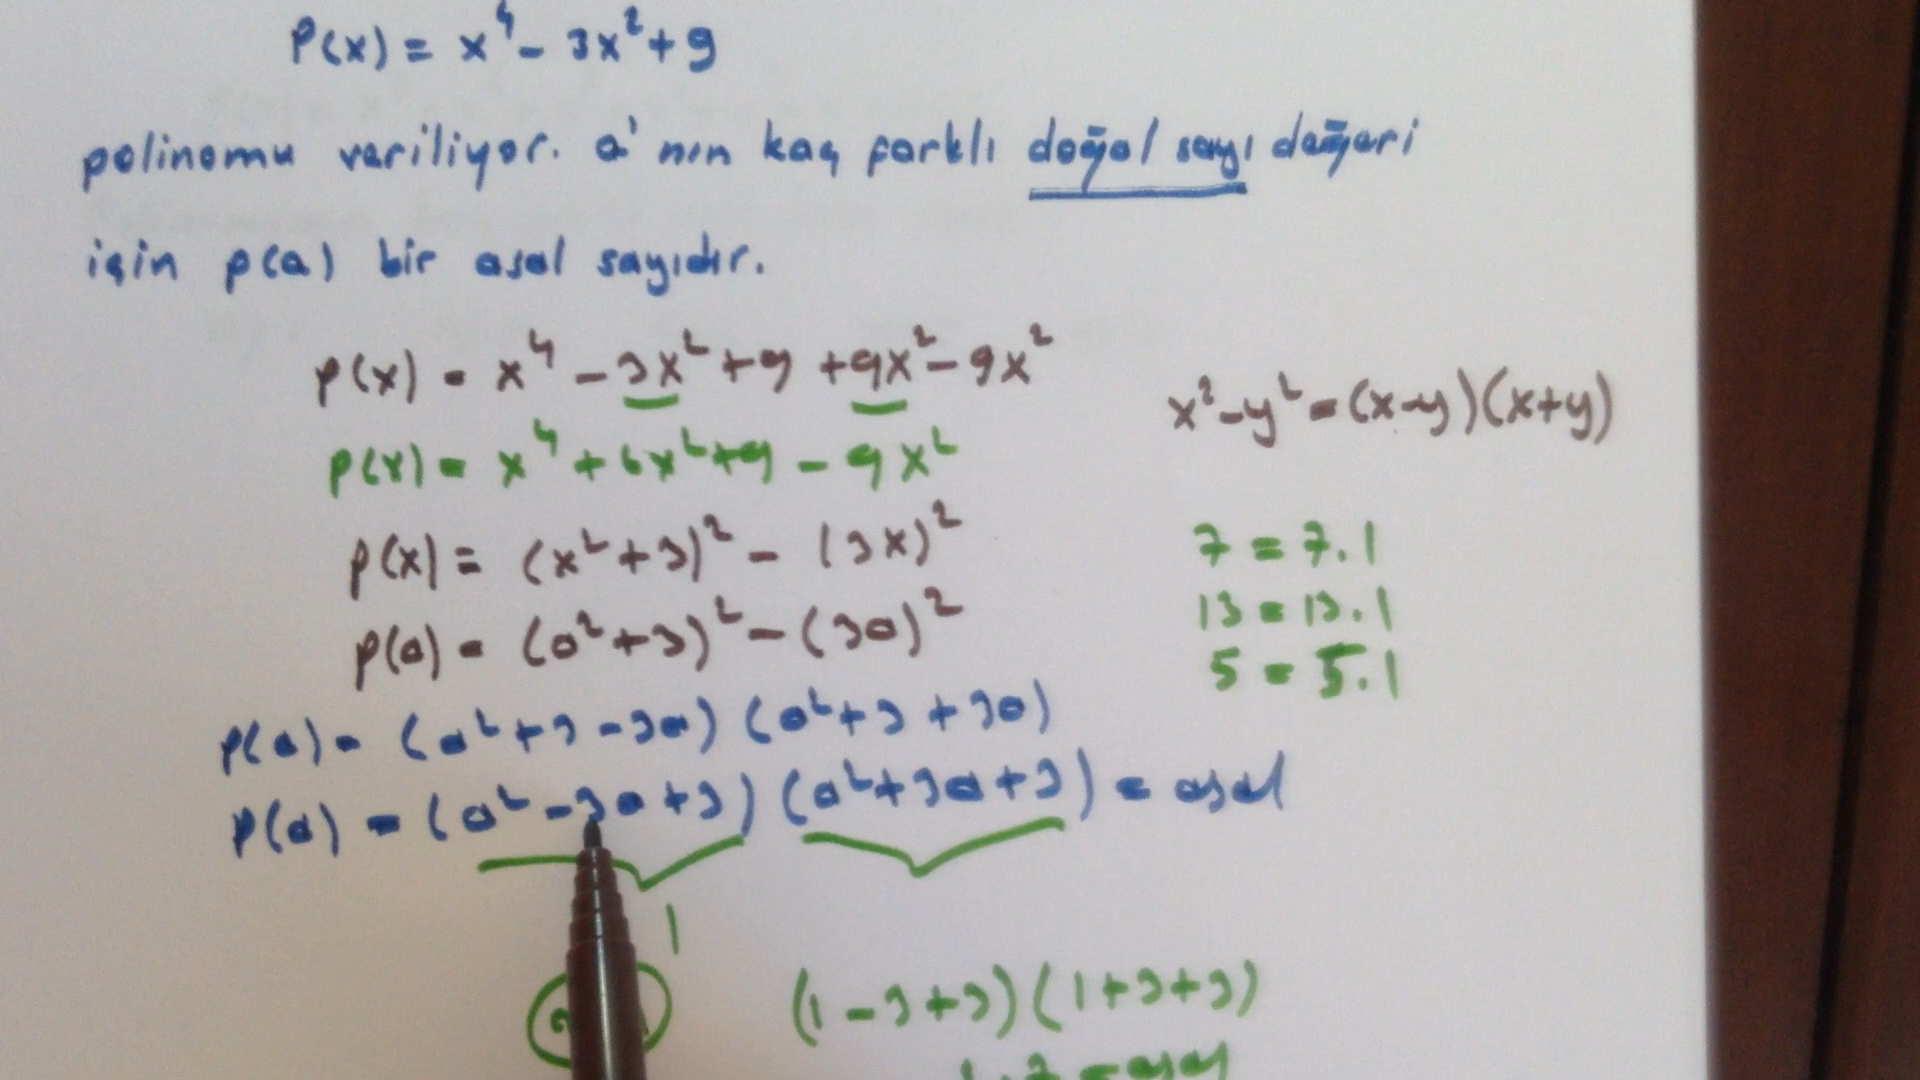 P(x) = x⁴ - 3x² + 9
polinomu veriliyor. a'nın kaç farklı doğal sayı değeri
için p(a) bir asal sayıdır.
p(x) = x⁴ - 3x² + 9 + 9x² - 9x²
x² - y² = (x-y)(x+y)
p(x) = x⁴ + 6x² + 9 - 9x²
p(x) = (x² + 3)² - (3x)²
7 = 7.1
p(a) = (a² + 3)² - (3a)²
13 = 13.1
5 = 5.1
p(a) = (a² + 3 - 3a) (a² + 3 + 3a)
p(a) = (a² - 3a + 3) (a² + 3a + 3) = asal
1
(1 - 3 + 3) (1 + 3 + 3)
1.7 = asal